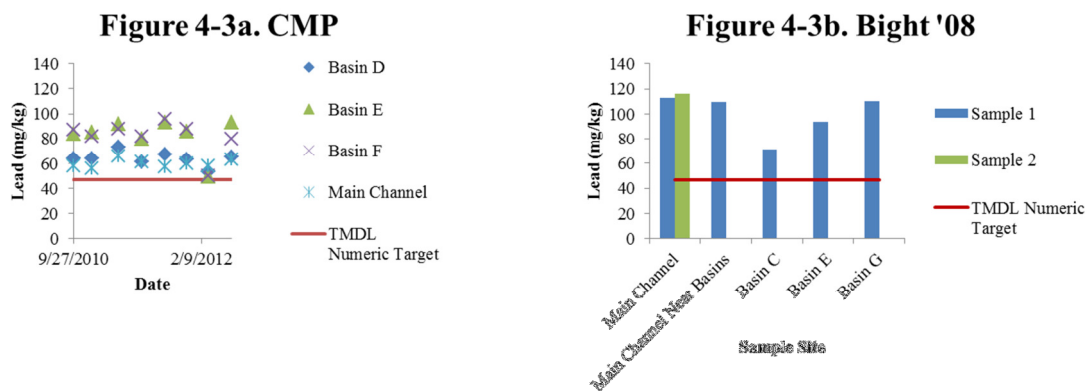 Figure 4-3a. CMP
Lead (mg/kg)
140
120
100
80
60
40
20
0
9/27/2010
2/9/2012
Date
Basin D
Basin E
Basin F
Main Channel
TMDL
Numeric Target
Figure 4-3b. Bight '08
Lead (mg/kg)
140
120
100
80
60
40
20
0
Main Channel
Main Channel Near Basins
Basin C
Basin E
Basin G
Sample Site
Sample 1
Sample 2
TMDL Numeric
Target